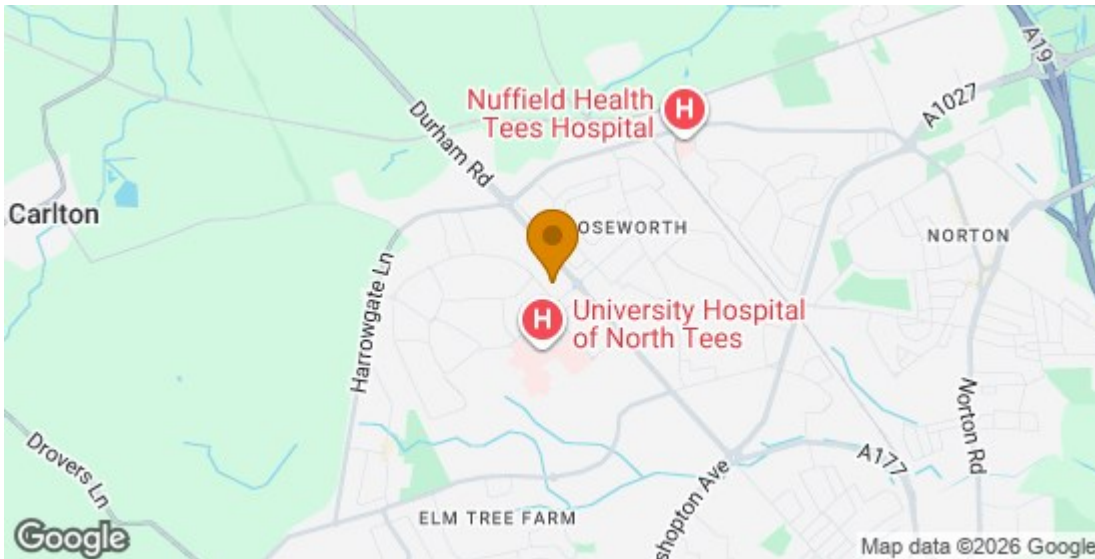 A19
Nuffield Health
Tees Hospital
H
A1027
Durham Rd
Carlton
OSEWORTH
NORTON
Harrowgate Ln
H
University Hospital
of North Tees
Norton Rd
Drovers Ln
A177
shopton Ave
ELM TREE FARM
Google
Map data ©2026 Google